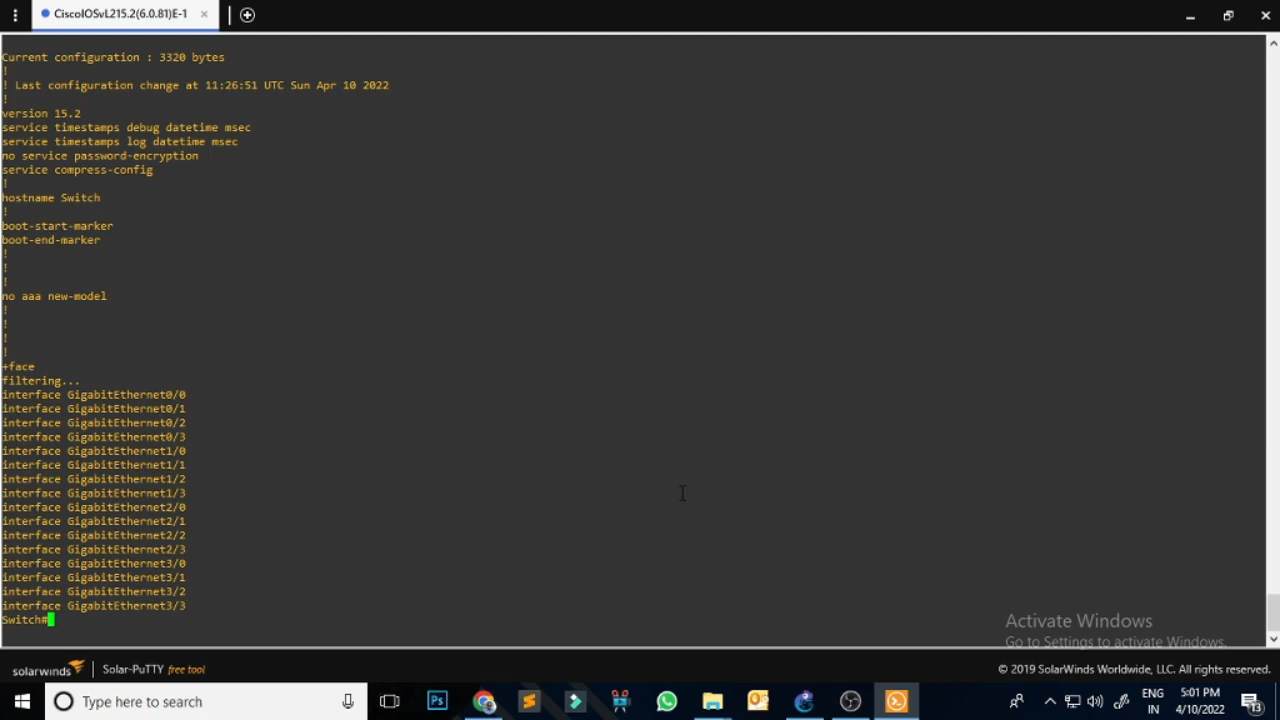 CiscoIOSvL215.2(6.0.81)E-1
Current configuration : 3320 bytes
!
! Last configuration change at 11:26:51 UTC Sun Apr 10 2022
!
version 15.2
service timestamps debug datetime msec
service timestamps log datetime msec
no service password-encryption
service compress-config
!
hostname Switch
!
boot-start-marker
boot-end-marker
!
!
!
no aaa new-model
!
!
!
!
+face
filtering...
interface GigabitEthernet0/0
interface GigabitEthernet0/1
interface GigabitEthernet0/2
interface GigabitEthernet0/3
interface GigabitEthernet1/0
interface GigabitEthernet1/1
interface GigabitEthernet1/2
interface GigabitEthernet1/3
interface GigabitEthernet2/0
interface GigabitEthernet2/1
interface GigabitEthernet2/2
interface GigabitEthernet2/3
interface GigabitEthernet3/0
interface GigabitEthernet3/1
interface GigabitEthernet3/2
interface GigabitEthernet3/3
Switch#
Activate Windows
Go to Settings to activate Windows.
solarwinds Solar-PuTTY free tool
© 2019 SolarWinds Worldwide, LLC. All rights reserved.
Type here to search
Ps
ENG
IN
5:01 PM
4/10/2022
13